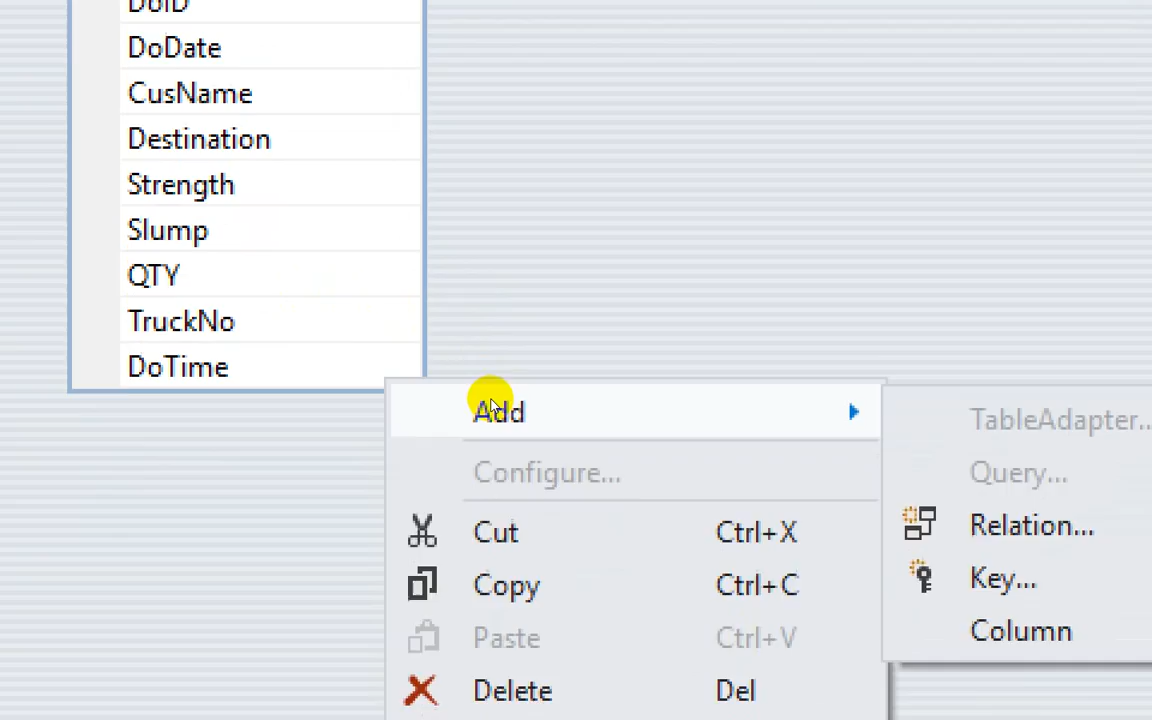 DoID
DoDate
CusName
Destination
Strength
Slump
QTY
TruckNo
DoTime
Add
Configure...
Cut Ctrl+X
Copy Ctrl+C
Paste Ctrl+V
Delete Del
TableAdapter...
Query...
Relation...
Key...
Column